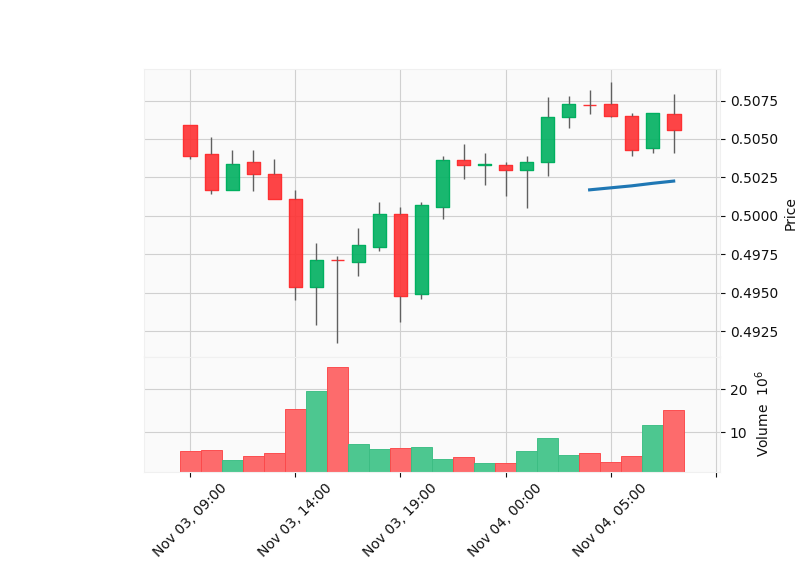 0.5075
0.5050
0.5025
0.5000
0.4975
0.4950
0.4925
Price
20
10
Volume 10^6
Nov 03, 09:00
Nov 03, 14:00
Nov 03, 19:00
Nov 04, 00:00
Nov 04, 05:00